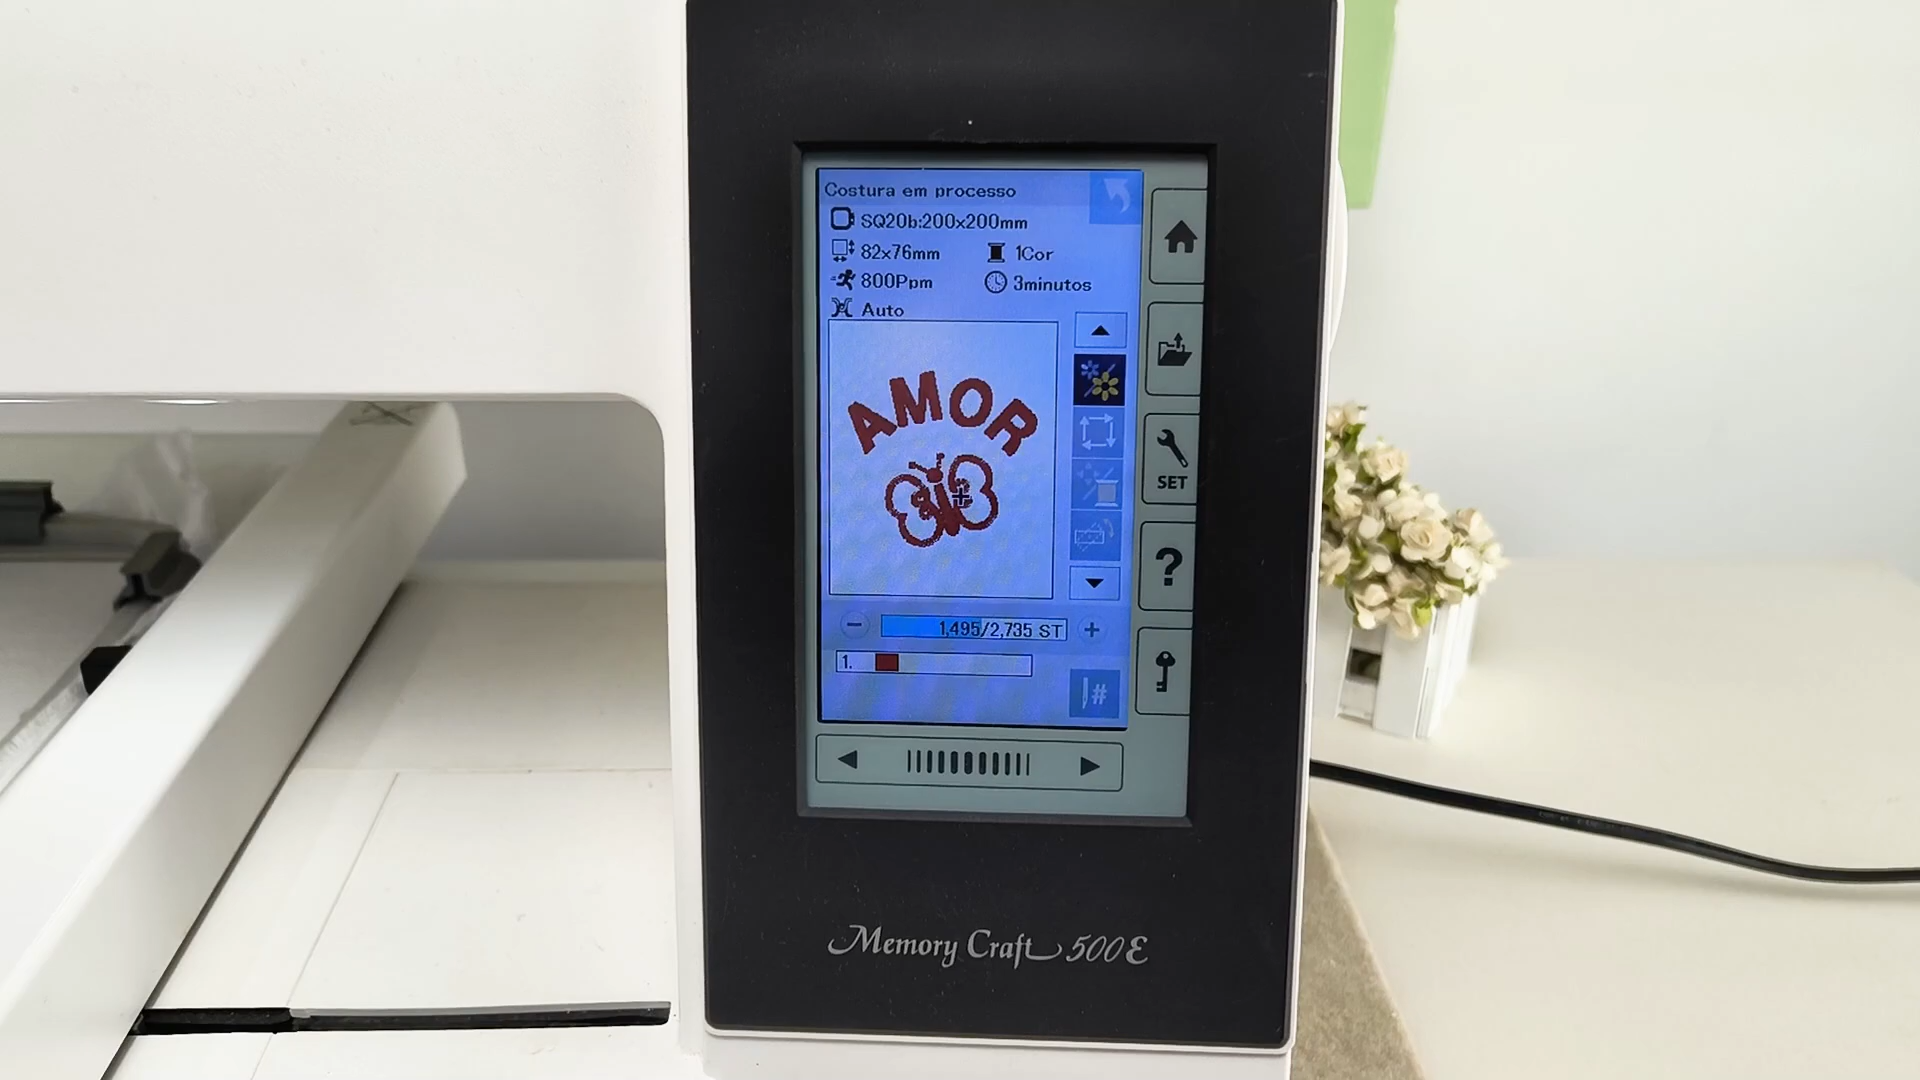 Costura em processo
SQ20b:200x200mm
82x76mm 1Cor
800Ppm 3minutos
Auto
AMOR
SET
?
1,495/2,735 ST
1.
#
Memory Craft 500E